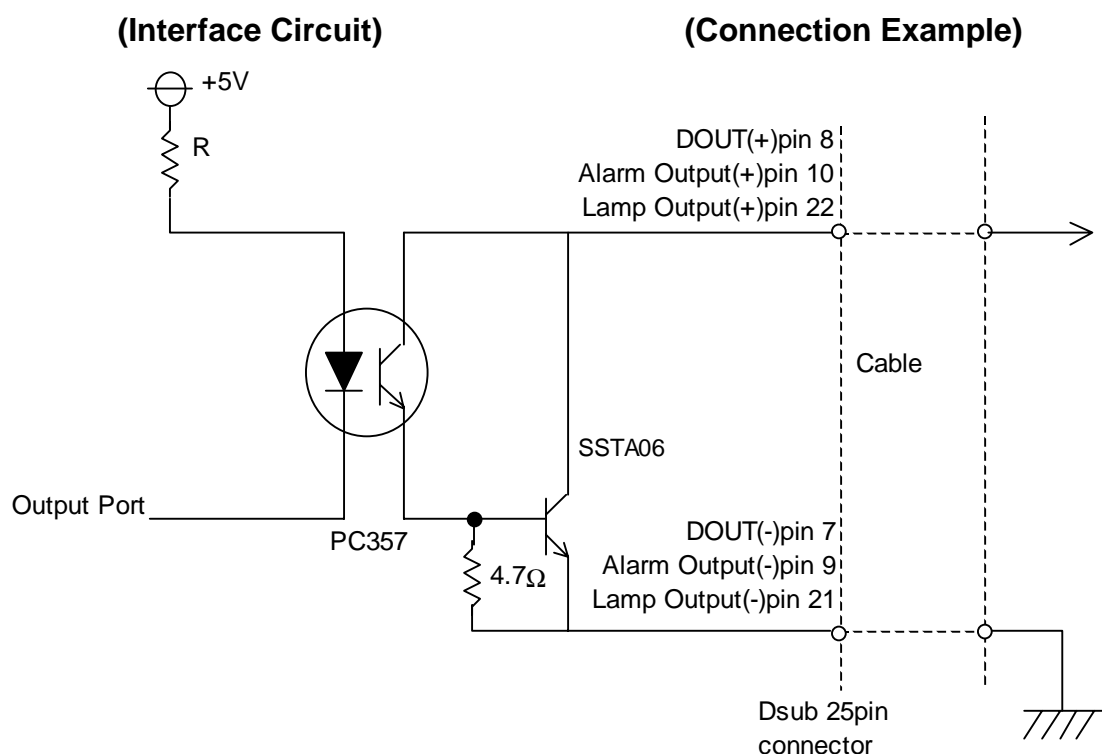 (Interface Circuit)
(Connection Example)
+5V
R
DOUT(+)pin 8
Alarm Output(+)pin 10
Lamp Output(+)pin 22
Cable
SSTA06
Output Port
PC357
4.7Ω
DOUT(-)pin 7
Alarm Output(-)pin 9
Lamp Output(-)pin 21
Dsub 25pin
connector